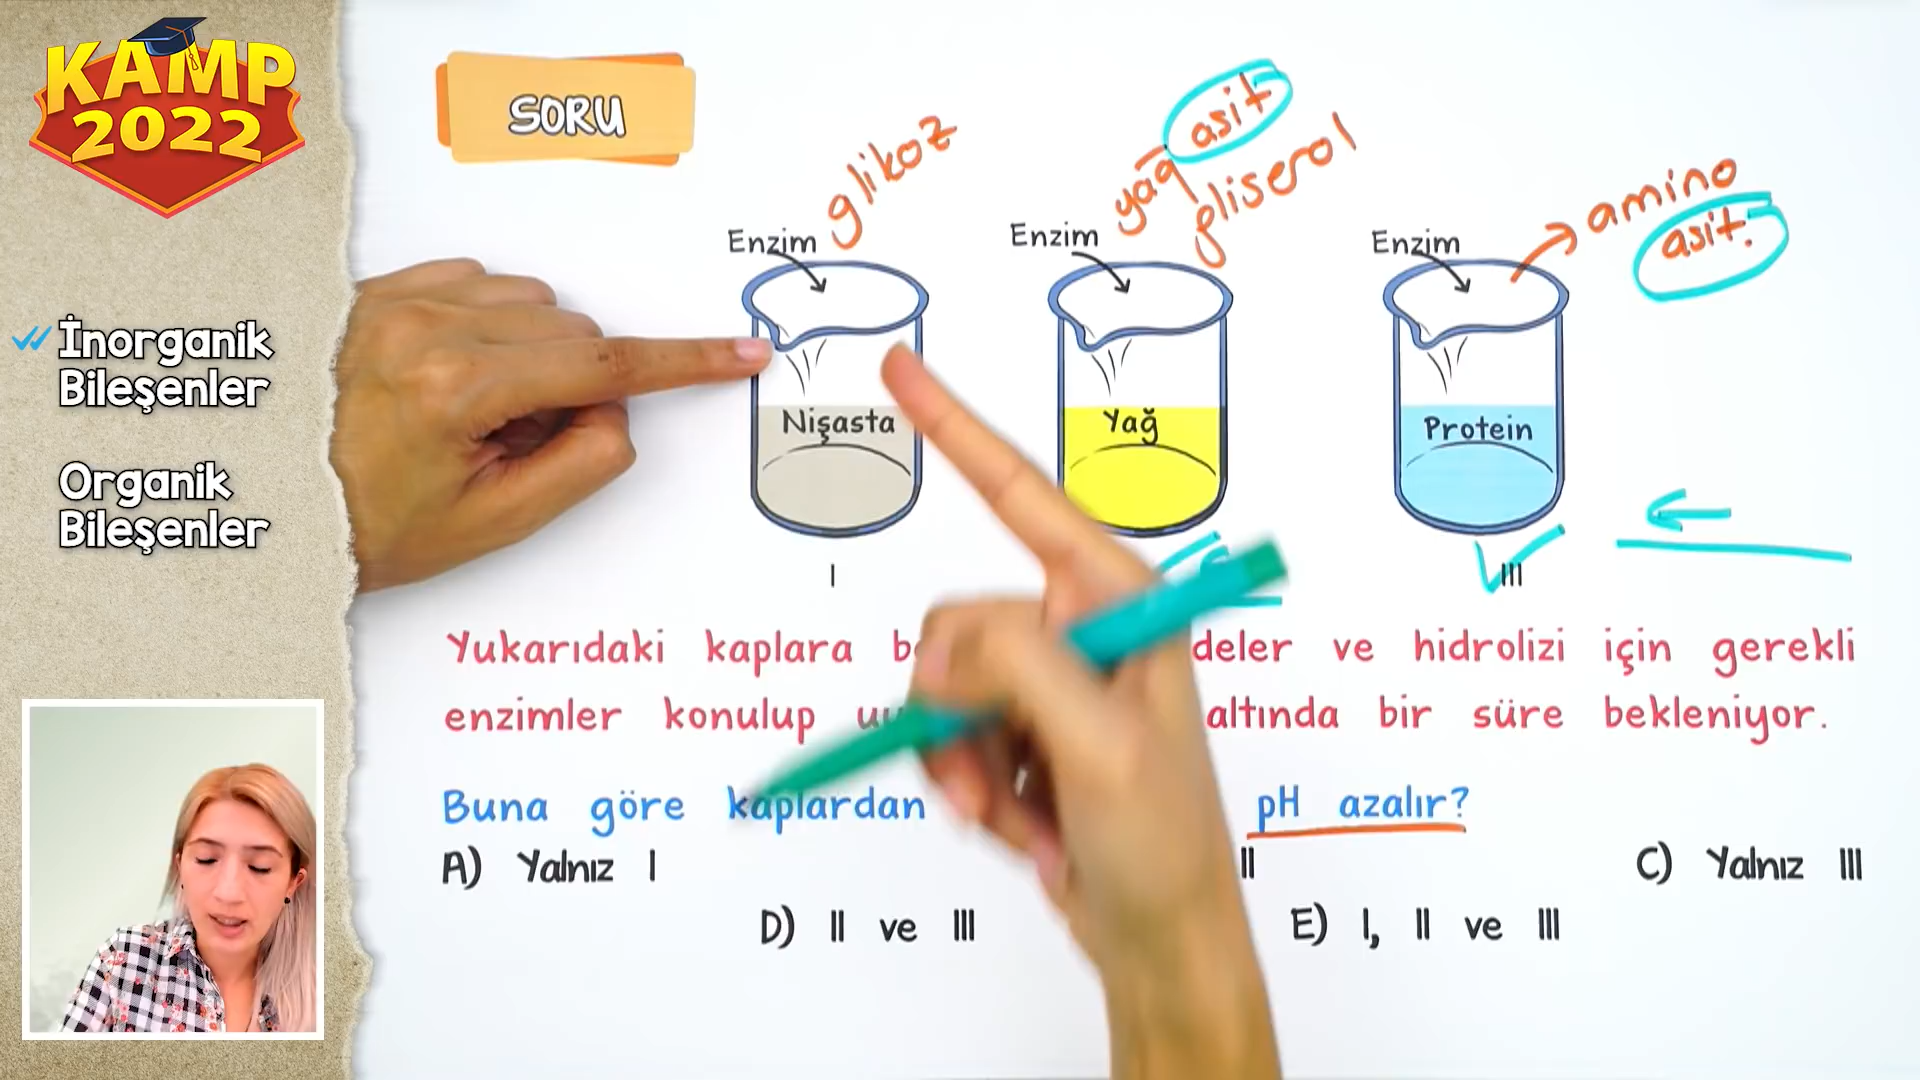 KAMP
2022
SORU
glikoz
yağ asit
gliserol
amino
asit.
Enzim
Enzim
Enzim
İnorganik
Bileşenler
Organik
Bileşenler
Nişasta
Yağ
Protein
I
III
Yukarıdaki kaplara deler ve hidrolizi için gerekli
enzimler konulup altında bir süre bekleniyor.
Buna göre kaplardan pH azalır?
A) Yalnız I
II
C) Yalnız III
D) II ve III
E) I, II ve III